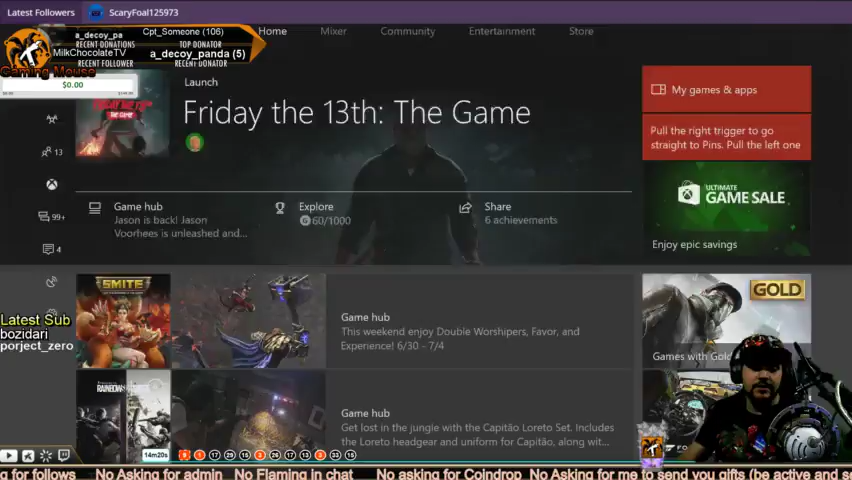 Latest Followers
ScaryFoal125973
a_decoy_pa
Cpt_Someone (106)
RECENT DONATIONS
TOP DONATOR
MilkChocolateTV
a_decoy_panda (5)
RECENT FOLLOWER
RECENT DONATOR
Gaming Mouse
$0.00
Home
Mixer
Community
Entertainment
Store
Launch
Friday the 13th: The Game
My games & apps
Pull the right trigger to go
straight to Pins. Pull the left one
13
99+
4
Game hub
Jason is back! Jason
Voorhees is unleashed and...
Explore
G 60/1000
Share
6 achievements
ULTIMATE
GAME SALE
Enjoy epic savings
SMITE
Game hub
This weekend enjoy Double Worshipers, Favor, and
Experience! 6/30 - 7/4
GOLD
Games with Gold
Latest Sub
bozidari
porject_zero
RAINBOW
Game hub
Get lost in the jungle with the Capitão Loreto Set. Includes
the Loreto headgear and uniform for Capitão, along wit...
14m20s
g for follows No Asking for admin No Flaming in chat No asking for Coindrop No Asking for me to send you gifts (be active and se